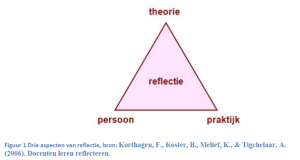 theorie
reflectie
persoon
praktijk
Figuur 1 Drie aspecten van reflectie, bron: Korthagen, F., Koster, B., Melief, K., & Tigchelaar, A.
(2006). Docenten leren reflecteren.